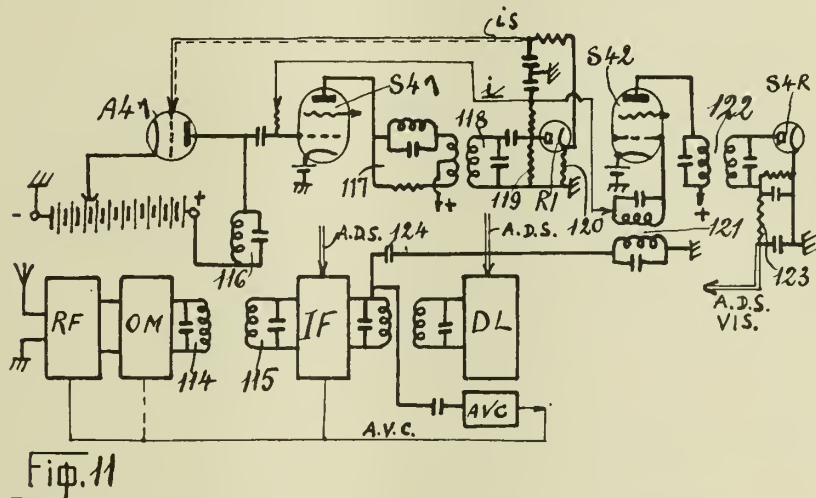 is
S42
S41
A41
i
S4R
122
118
117
+
-
+
119
R1
120
+
116
A.D.S.
124
A.D.S.
121
123
A.D.S.
VIS.
RF
OM
114
115
IF
DL
AVC
A.V.C.
Fig. 11